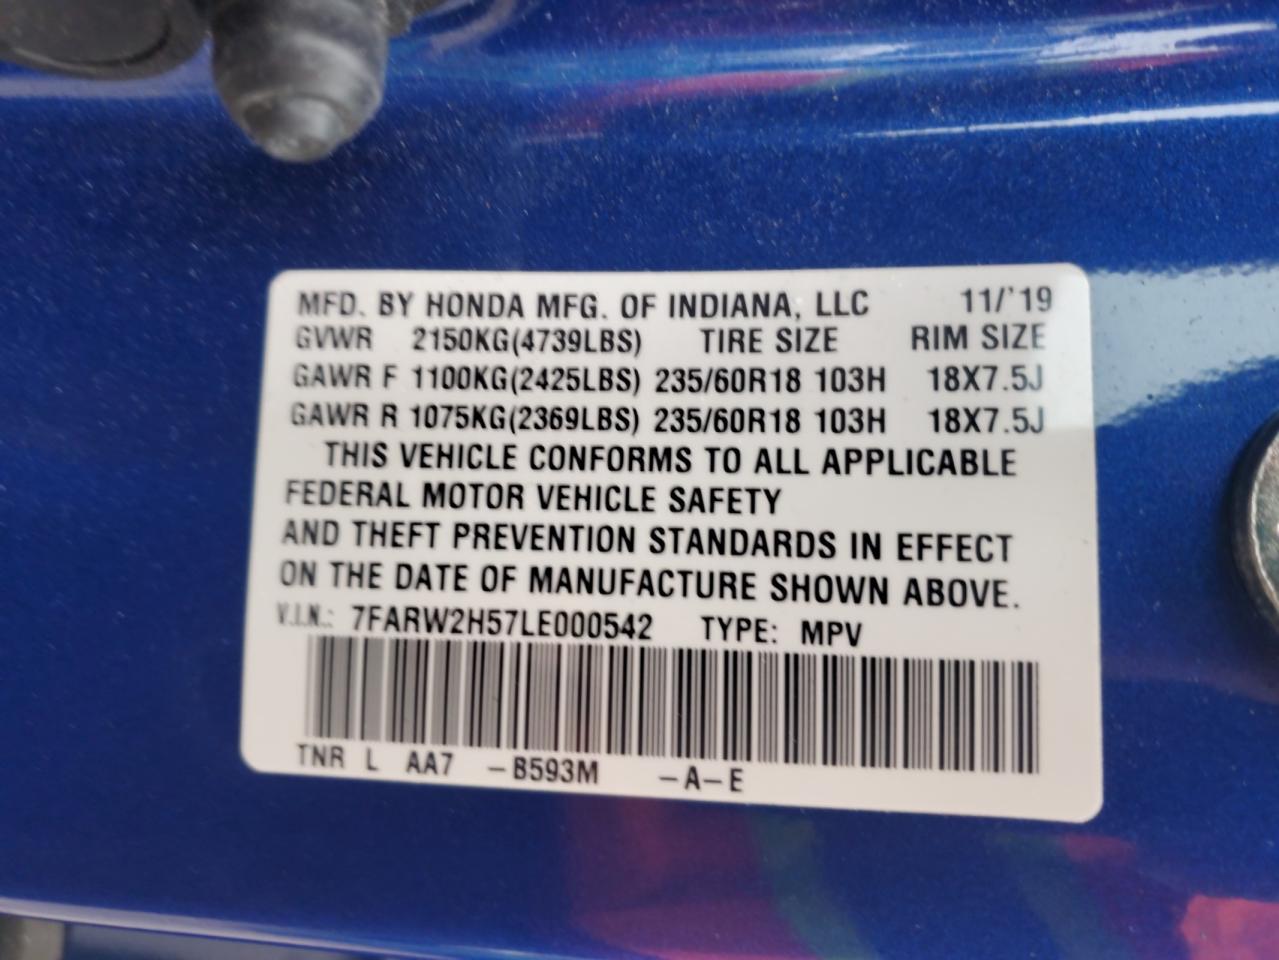 MFD. BY HONDA MFG. OF INDIANA, LLC 11/'19
GVWR 2150KG(4739LBS) TIRE SIZE RIM SIZE
GAWR F 1100KG(2425LBS) 235/60R18 103H 18X7.5J
GAWR R 1075KG(2369LBS) 235/60R18 103H 18X7.5J
THIS VEHICLE CONFORMS TO ALL APPLICABLE
FEDERAL MOTOR VEHICLE SAFETY
AND THEFT PREVENTION STANDARDS IN EFFECT
ON THE DATE OF MANUFACTURE SHOWN ABOVE.
V.I.N.: 7FARW2H57LE000542 TYPE: MPV
TNR L AA7 -B593M -A-E